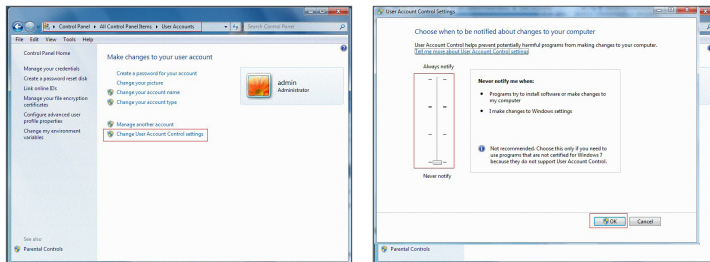 Control Panel ▸ All Control Panel Items ▸ User Accounts
Search Control Panel
File Edit View Tools Help
Control Panel Home
Manage your credentials
Create a password reset disk
Link online IDs
Manage your file encryption
certificates
Configure advanced user
profile properties
Change my environment
variables
See also
Parental Controls
Make changes to your user account
Create a password for your account
Change your picture
Change your account name
Change your account type
Manage another account
Change User Account Control settings
admin
Administrator
User Account Control Settings
Choose when to be notified about changes to your computer
User Account Control helps prevent potentially harmful programs from making changes to your computer.
Tell me more about User Account Control settings
Always notify
Never notify me when:
• Programs try to install software or make changes to
my computer
• I make changes to Windows settings
Not recommended. Choose this only if you need to
use programs that are not certified for Windows 7
because they do not support User Account Control.
Never notify
OK Cancel
Parental Controls